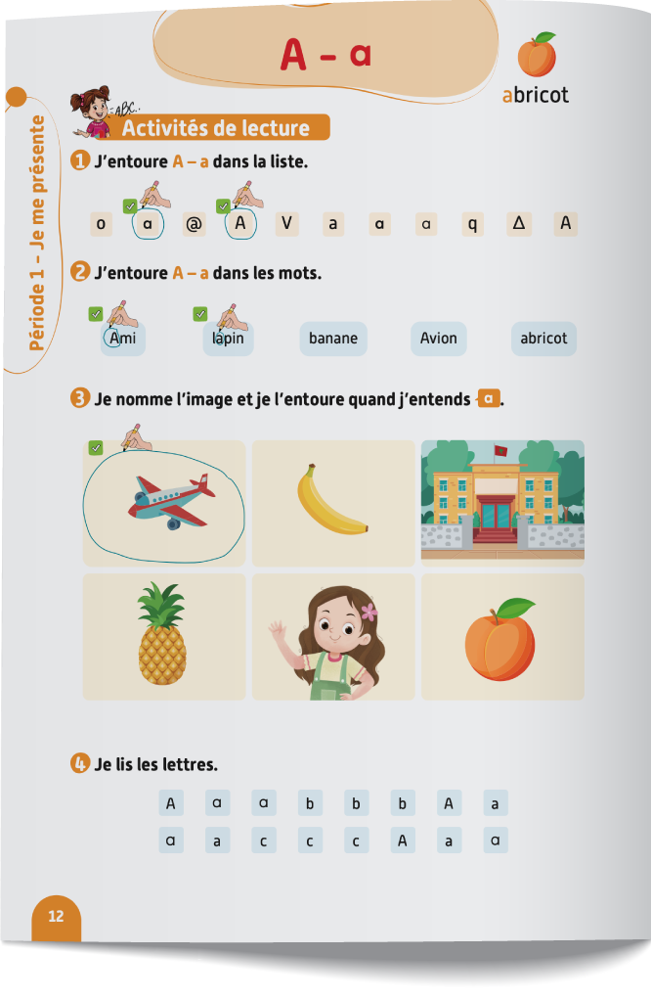 A - a
abricot
ABC..
Activités de lecture
Période 1 - Je me présente
1 J'entoure A – a dans la liste.
o a @ A V a a a q Δ A
2 J'entoure A – a dans les mots.
Ami lapin banane Avion abricot
3 Je nomme l'image et je l'entoure quand j'entends a.
4 Je lis les lettres.
A a a b b b A a
a a c c c A a a
12